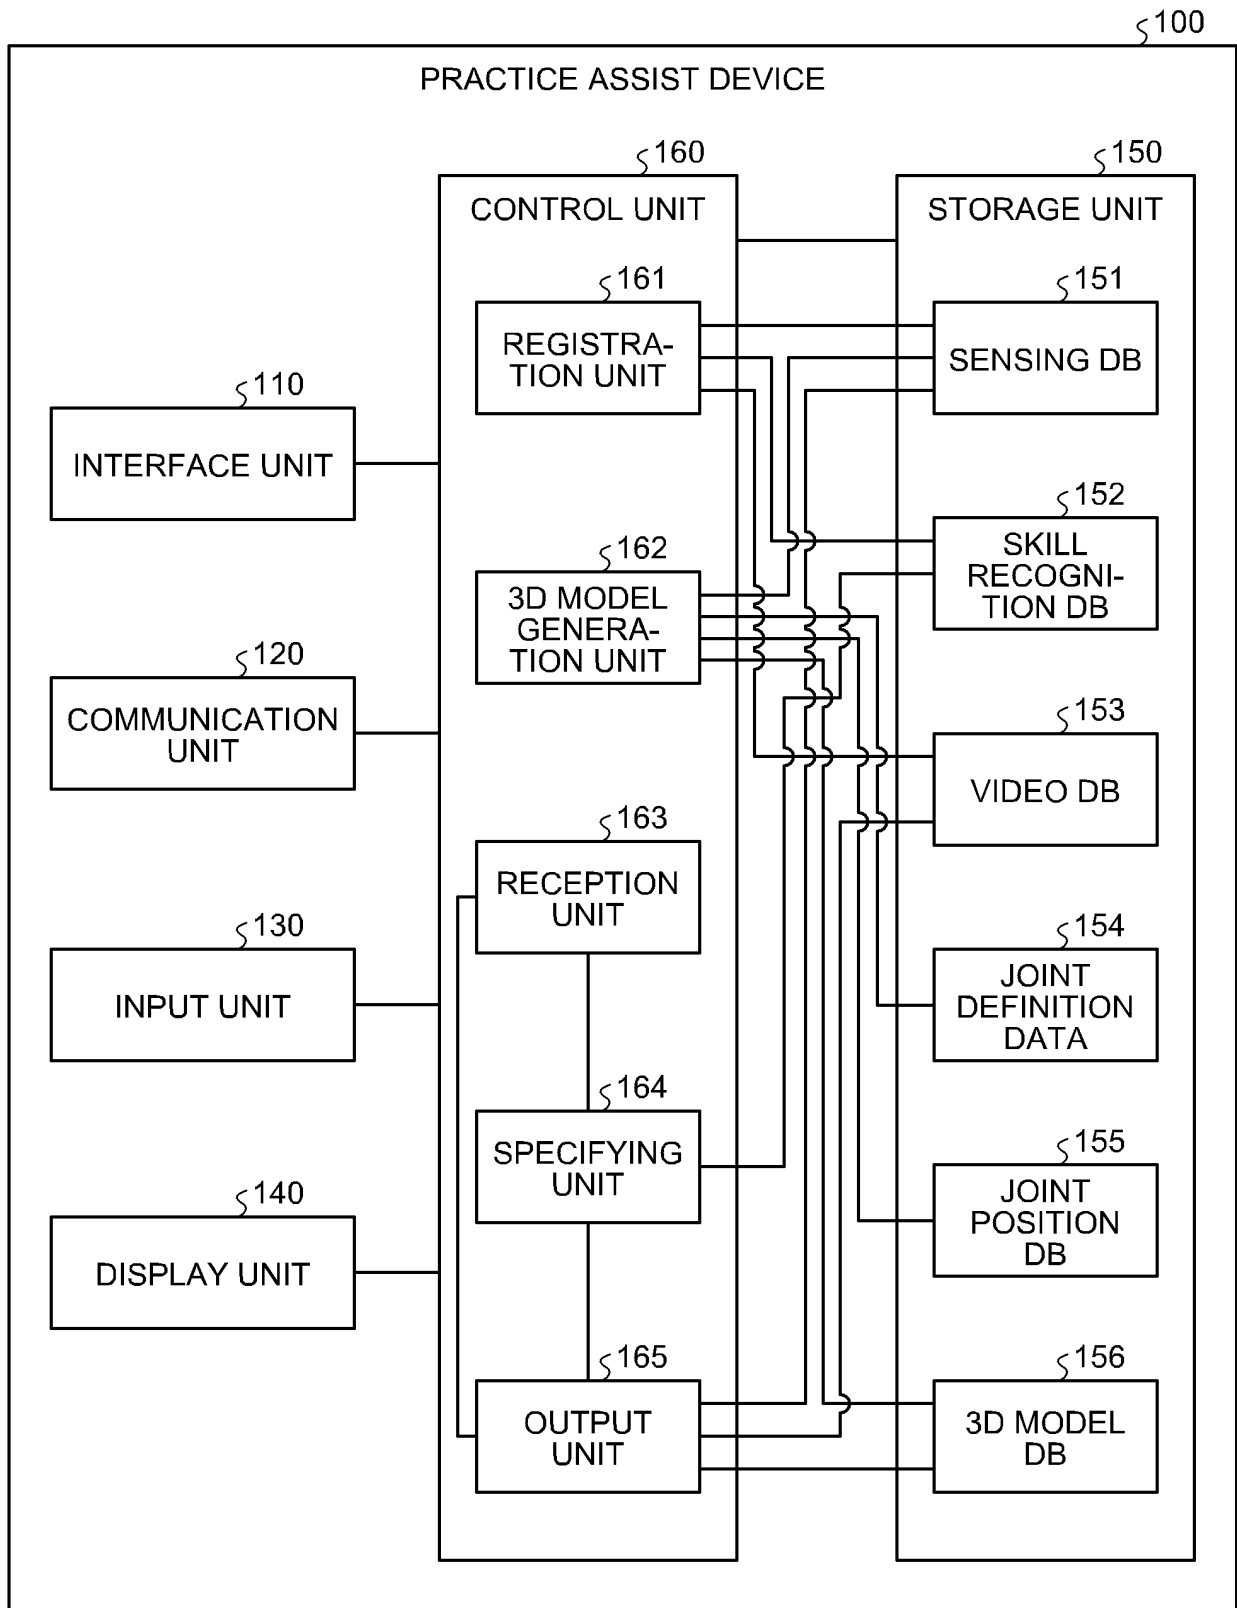 100
PRACTICE ASSIST DEVICE
160
CONTROL UNIT
150
STORAGE UNIT
110
INTERFACE UNIT
120
COMMUNICATION
UNIT
130
INPUT UNIT
140
DISPLAY UNIT
161
REGISTRA-
TION UNIT
162
3D MODEL
GENERA-
TION UNIT
163
RECEPTION
UNIT
164
SPECIFYING
UNIT
165
OUTPUT
UNIT
151
SENSING DB
152
SKILL
RECOGNI-
TION DB
153
VIDEO DB
154
JOINT
DEFINITION
DATA
155
JOINT
POSITION
DB
156
3D MODEL
DB